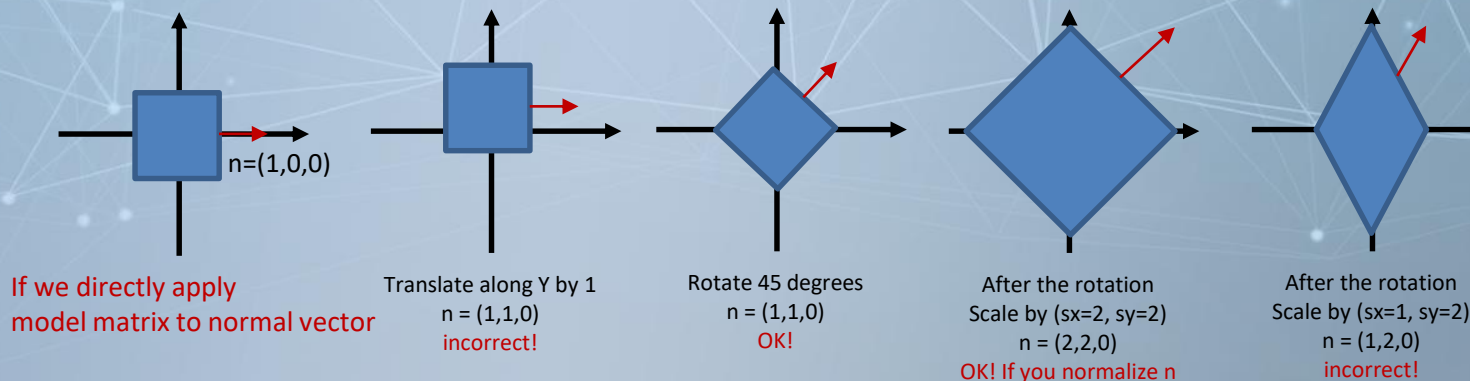 n=(1,0,0)
If we directly apply
model matrix to normal vector
Translate along Y by 1
n = (1,1,0)
incorrect!
Rotate 45 degrees
n = (1,1,0)
OK!
After the rotation
Scale by (sx=2, sy=2)
n = (2,2,0)
OK! If you normalize n
After the rotation
Scale by (sx=1, sy=2)
n = (1,2,0)
incorrect!